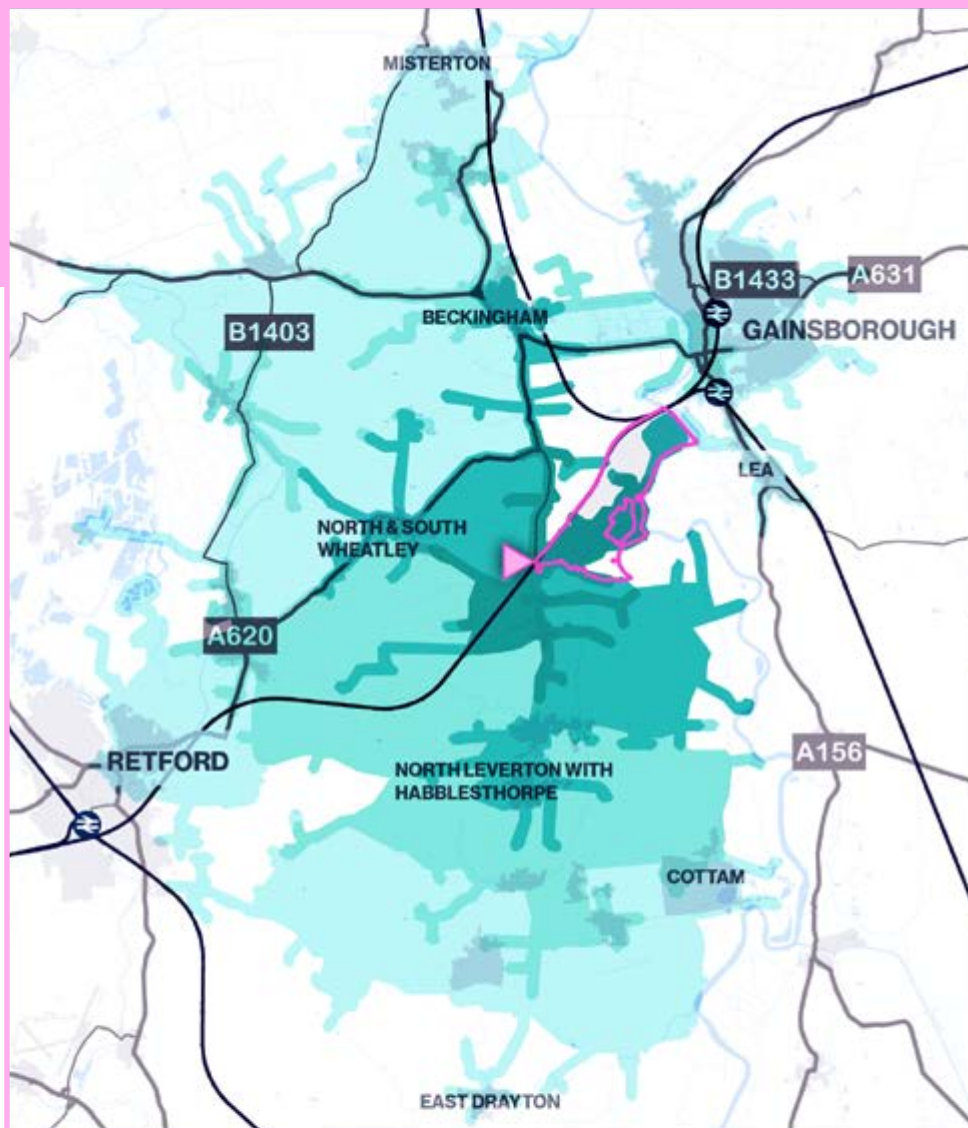 MISTERTON
B1433
A631
BECKINGHAM
B1403
GAINSBOROUGH
LEA
NORTH & SOUTH
WHEATLEY
A620
RETFORD
A156
NORTH LEVERTON WITH
HABBLESTHORPE
COTTAM
EAST DRAYTON